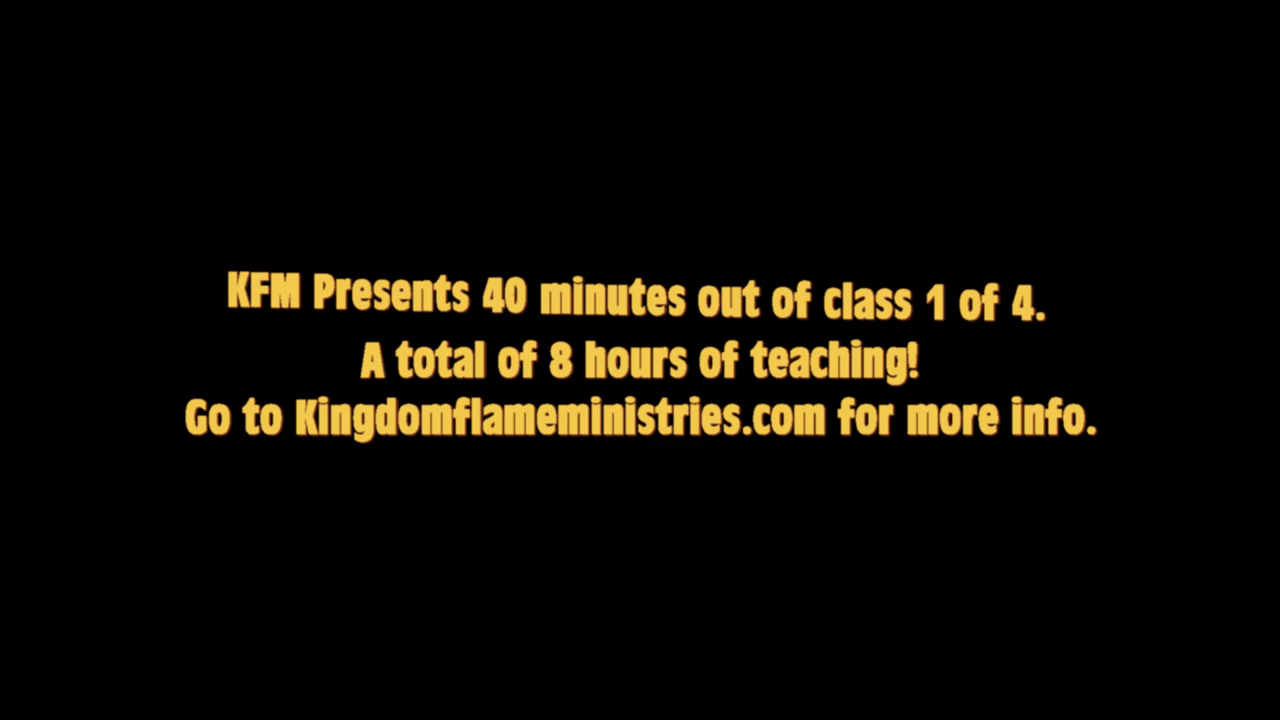 KFM Presents 40 minutes out of class 1 of 4.
A total of 8 hours of teaching!
Go to Kingdomflameministries.com for more info.